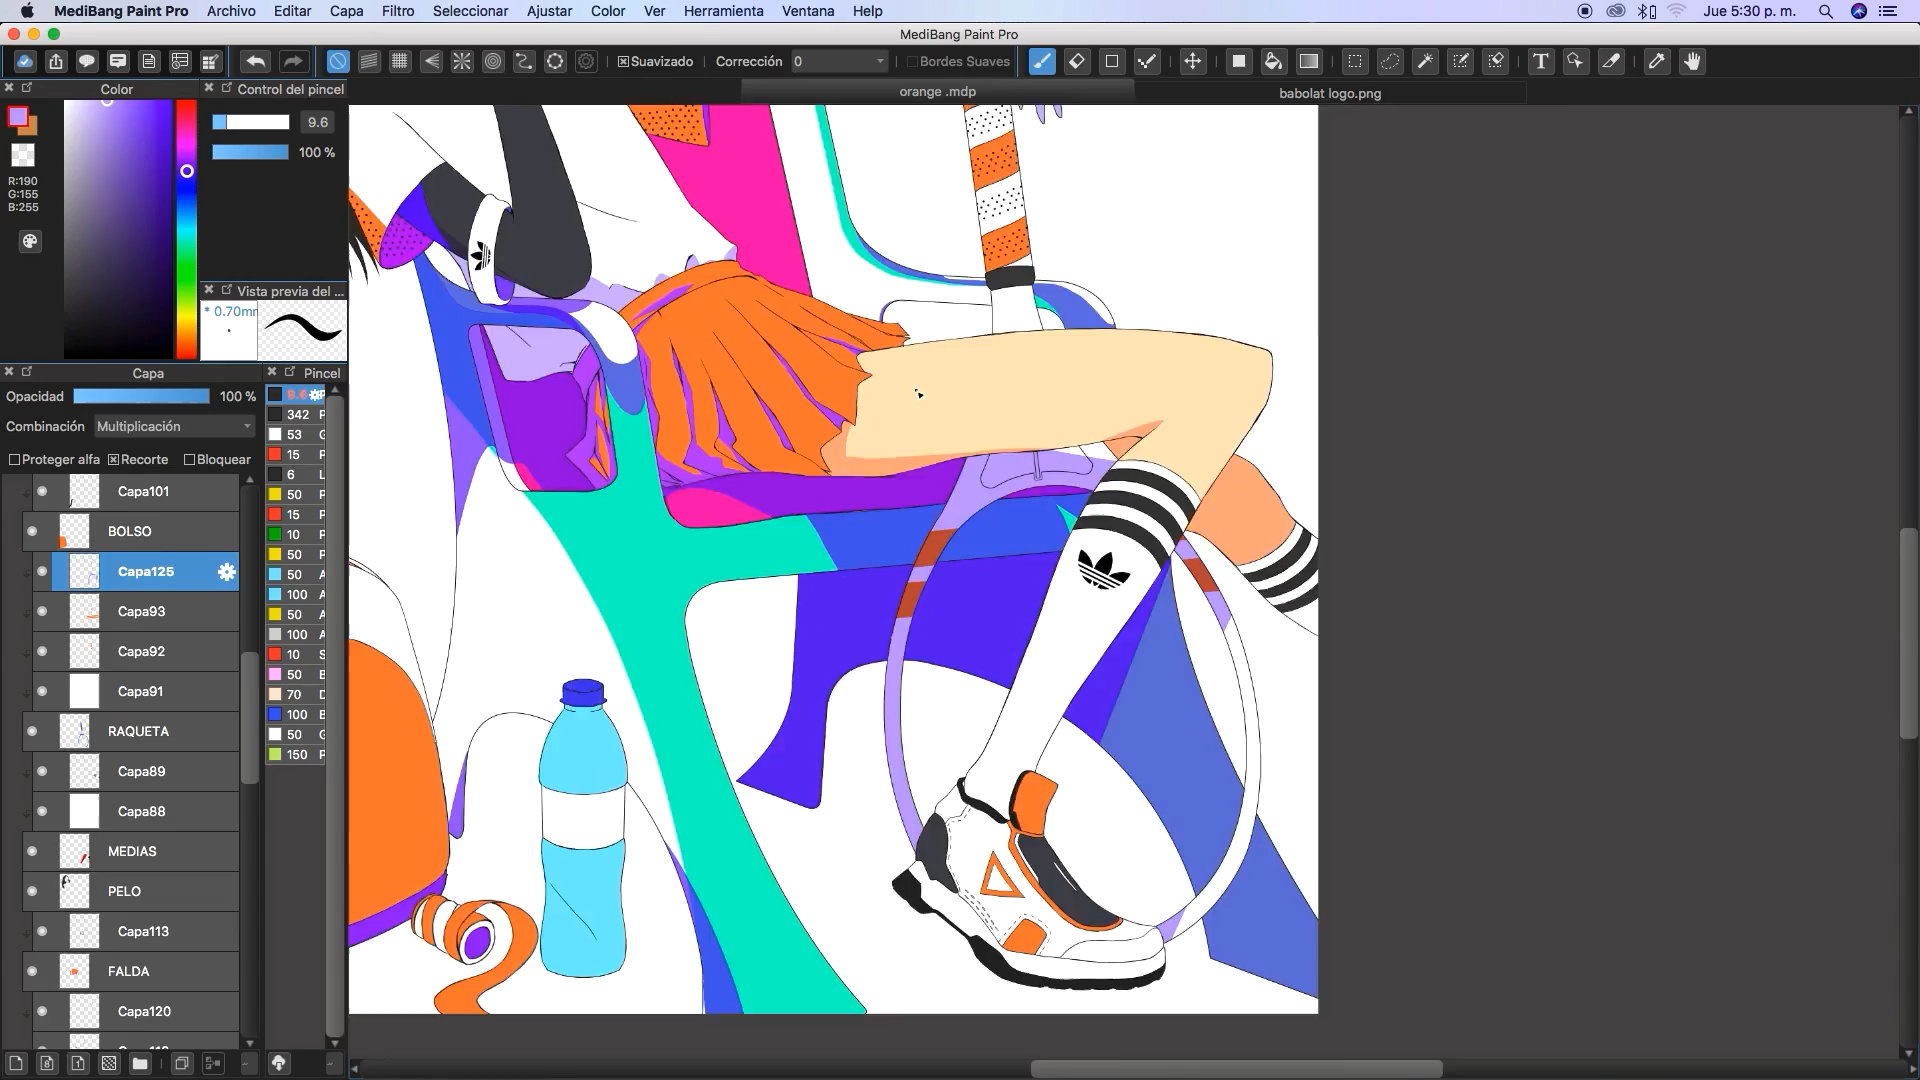 MediBang Paint Pro Archivo Editar Capa Filtro Seleccionar Ajustar Color Ver Herramienta Ventana Help Jue 5:30 p. m.
MediBang Paint Pro
Suavizado Corrección 0 Bordes Suaves
orange .mdp babolat logo.png
Color
Control del pincel
9.6
100 %
R:190
G:155
B:255
Vista previa del ...
* 0.70mm
Capa
Opacidad 100 %
Combinación Multiplicación
Proteger alfa Recorte Bloquear
Capa101
BOLSO
Capa125
Capa93
Capa92
Capa91
RAQUETA
Capa89
Capa88
MEDIAS
PELO
Capa113
FALDA
Capa120
Pincel
9.6
342 P
53 G
15 P
6 L
50 P
15 P
10 P
50 P
50 A
100 A
50 A
100 A
10 S
50 B
70 D
100 B
50 G
150 P